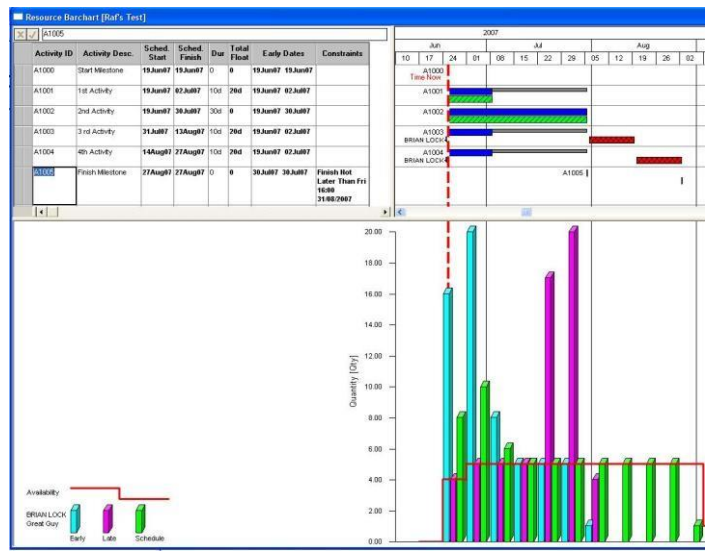 Resource Barchart [Raf's Test]
A1005
Activity ID Activity Desc. Sched. Start Sched. Finish Dur Total Float Early Dates Constraints
A1000 Start Milestone 19Jun07 19Jun07 0 0 19Jun07 19Jun07
A1001 1st Activity 19Jun07 02Jul07 10d 20d 19Jun07 02Jul07
A1002 2nd Activity 19Jun07 30Jul07 30d 0 19Jun07 30Jul07
A1003 3 rd Activity 31Jul07 13Aug07 10d 20d 19Jun07 02Jul07
A1004 4th Activity 14Aug07 27Aug07 10d 20d 19Jun07 02Jul07
A1005 Finish Milestone 27Aug07 27Aug07 0 0 30Jul07 30Jul07 Finish Not
Later Than Fri
16:00
31/08/2007
2007
Jun Jul Aug
10 17 24 01 08 15 22 29 05 12 19 26 02
A1000
Time Now
A1001
A1002
A1003
BRIAN LOCK
A1004
BRIAN LOCK
A1005
20.00
18.00
16.00
14.00
12.00
10.00
8.00
6.00
4.00
2.00
0.00
Quantity [Qty]
Availability
BRIAN LOCK
Great Guy
Early Late Schedule